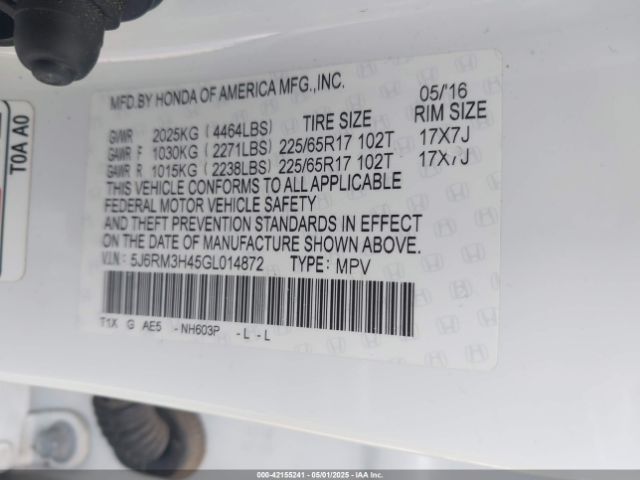 MFD.BY HONDA OF AMERICA MFG.,INC. 05/'16
GVWR 2025KG (4464LBS) TIRE SIZE RIM SIZE
GAWR F 1030KG (2271LBS) 225/65R17 102T 17X7J
GAWR R 1015KG (2238LBS) 225/65R17 102T 17X7J
THIS VEHICLE CONFORMS TO ALL APPLICABLE
FEDERAL MOTOR VEHICLE SAFETY
AND THEFT PREVENTION STANDARDS IN EFFECT
ON THE DATE OF MANUFACTURE SHOWN ABOVE.
V.I.N: 5J6RM3H45GL014872 TYPE: MPV
T1X G AE5 -NH603P -L -L
T0A A0
000-42155241 - 05/01/2025 - IAA Inc.